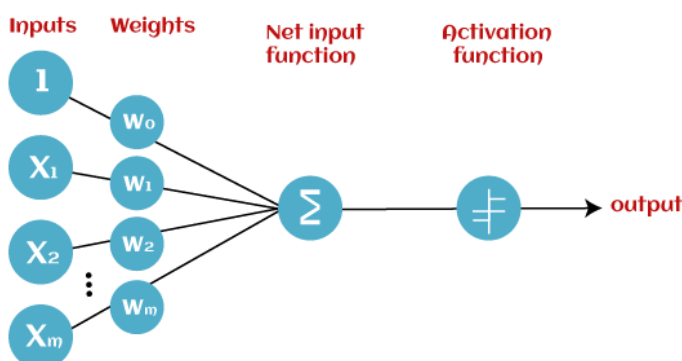 Inputs Weights Net input function Activation function
1
W₀
X₁
W₁
Σ
output
X₂
W₂
Xₘ
Wₘ